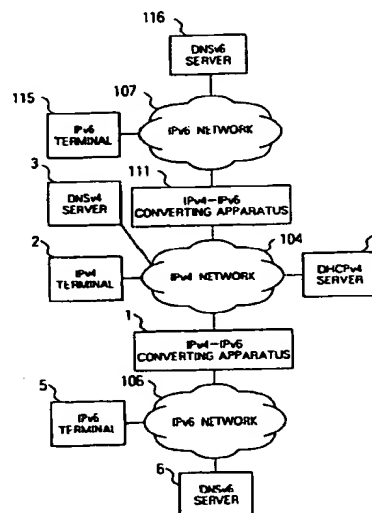 116
DNSv6
SERVER
107
115
IPv6
TERMINAL
IPv6 NETWORK
3
DNSv4
SERVER
111
IPv4-IPv6
CONVERTING APPARATUS
104
2
IPv4
TERMINAL
IPv4 NETWORK
DHCPv4
SERVER
1
IPv4-IPv6
CONVERTING APPARATUS
106
5
IPv6
TERMINAL
IPv6 NETWORK
6
DNSv6
SERVER